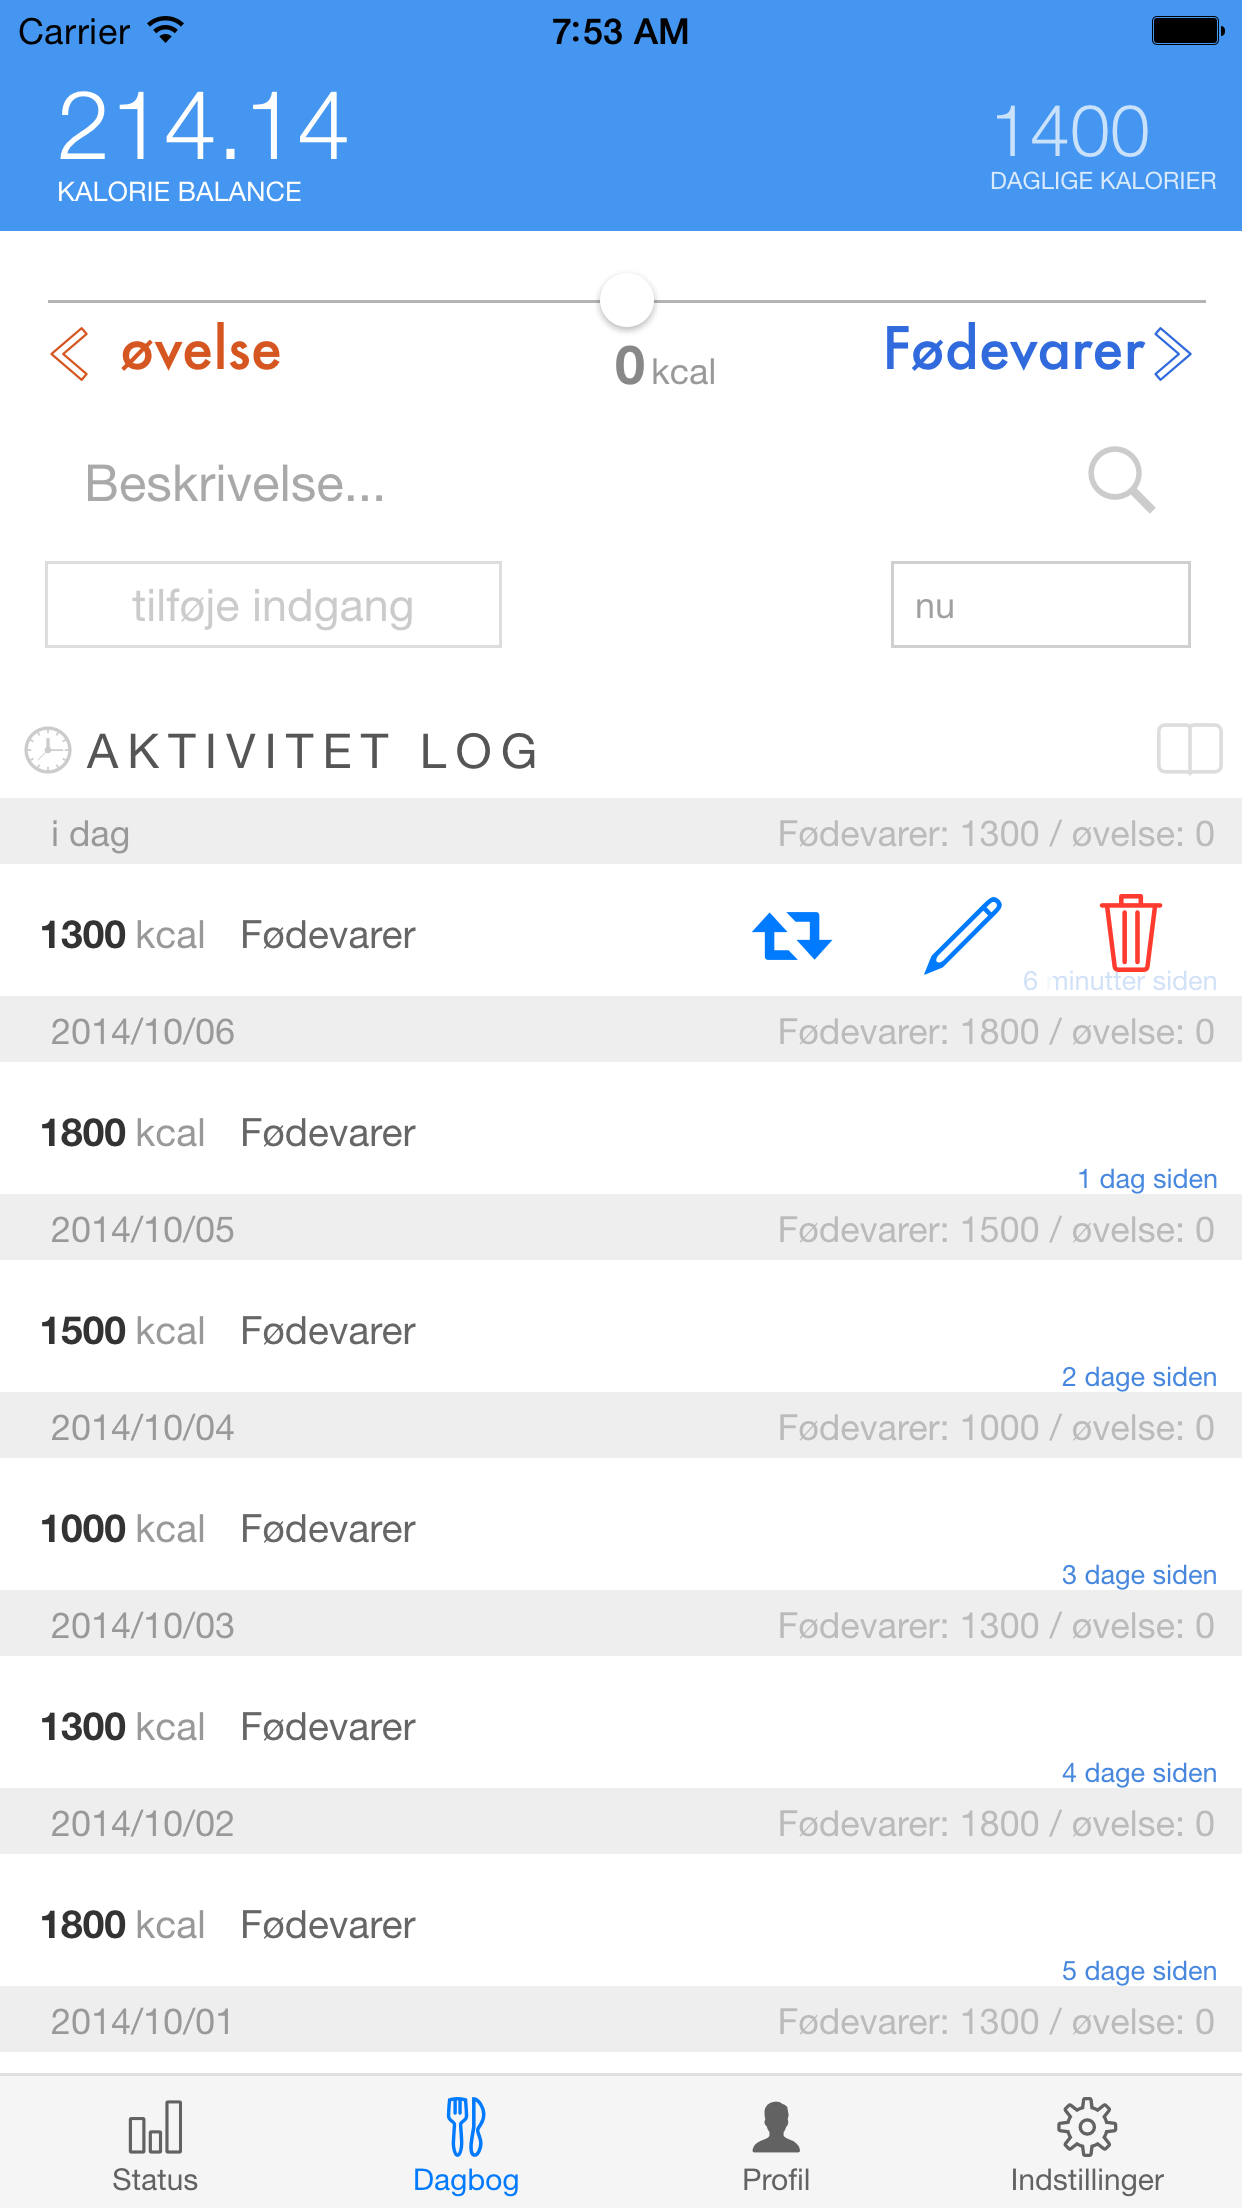 Carrier 7:53 AM
214.14
KALORIE BALANCE
1400
DAGLIGE KALORIER
øvelse
0 kcal
Fødevarer
Beskrivelse...
tilføje indgang
nu
AKTIVITET LOG
i dag Fødevarer: 1300 / øvelse: 0
1300 kcal Fødevarer
6 minutter siden
2014/10/06 Fødevarer: 1800 / øvelse: 0
1800 kcal Fødevarer
1 dag siden
2014/10/05 Fødevarer: 1500 / øvelse: 0
1500 kcal Fødevarer
2 dage siden
2014/10/04 Fødevarer: 1000 / øvelse: 0
1000 kcal Fødevarer
3 dage siden
2014/10/03 Fødevarer: 1300 / øvelse: 0
1300 kcal Fødevarer
4 dage siden
2014/10/02 Fødevarer: 1800 / øvelse: 0
1800 kcal Fødevarer
5 dage siden
2014/10/01 Fødevarer: 1300 / øvelse: 0
Status Dagbog Profil Indstillinger